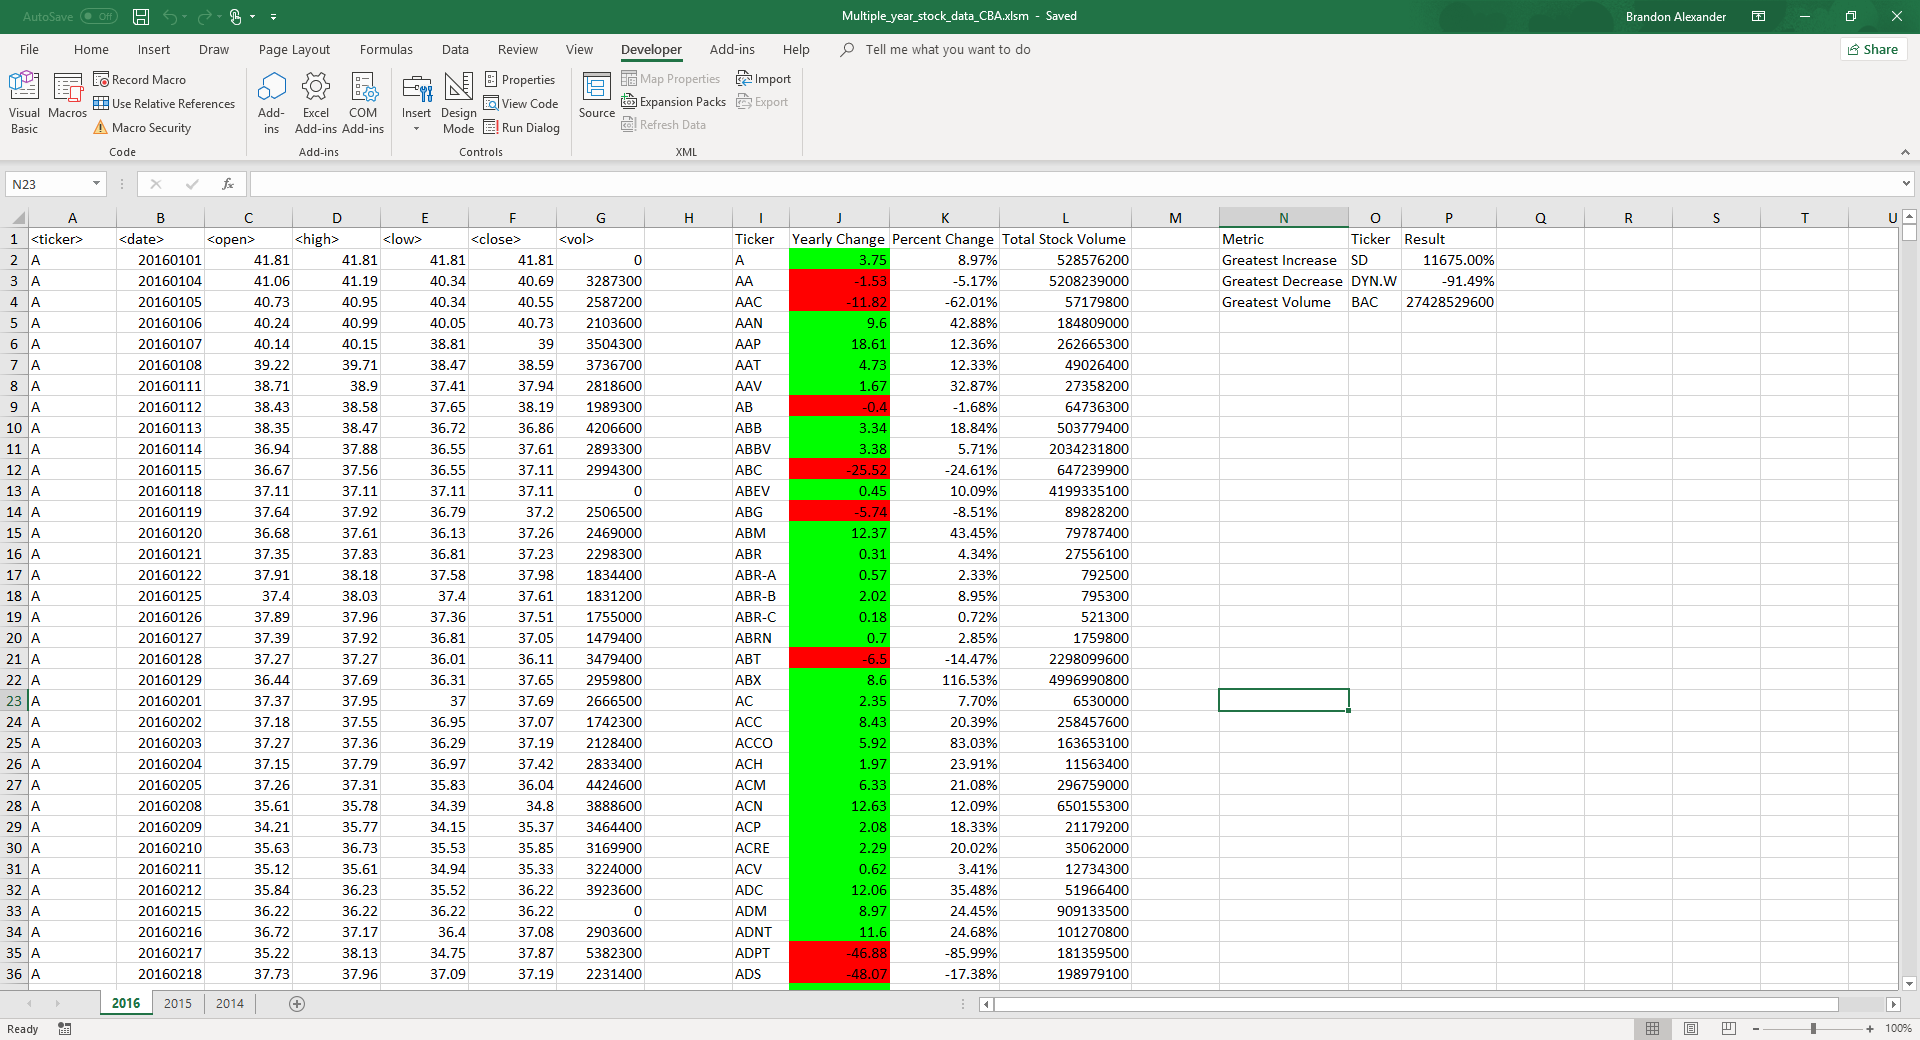 AutoSave Off Multiple_year_stock_data_CBA.xlsm - Saved Brandon Alexander
File Home Insert Draw Page Layout Formulas Data Review View Developer Add-ins Help Tell me what you want to do Share
Visual Basic
Macros
Record Macro
Use Relative References
Macro Security
Code
Add-ins
Excel Add-ins
COM Add-ins
Add-ins
Insert
Design Mode
Properties
View Code
Run Dialog
Controls
Source
Map Properties
Expansion Packs
Refresh Data
Import
Export
XML
N23 fx
A B C D E F G H I J K L M N O P Q R S T U
1 <ticker> <date> <open> <high> <low> <close> <vol> Ticker Yearly Change Percent Change Total Stock Volume Metric Ticker Result
2 A 20160101 41.81 41.81 41.81 41.81 0 A 3.75 8.97% 528576200 Greatest Increase SD 11675.00%
3 A 20160104 41.06 41.19 40.34 40.69 3287300 AA -1.53 -5.17% 5208239000 Greatest Decrease DYN.W -91.49%
4 A 20160105 40.73 40.95 40.34 40.55 2587200 AAC -11.82 -62.01% 57179800 Greatest Volume BAC 27428529600
5 A 20160106 40.24 40.99 40.05 40.73 2103600 AAN 9.6 42.88% 184809000
6 A 20160107 40.14 40.15 38.81 39 3504300 AAP 18.61 12.36% 262665300
7 A 20160108 39.22 39.71 38.47 38.59 3736700 AAT 4.73 12.33% 49026400
8 A 20160111 38.71 38.9 37.41 37.94 2818600 AAV 1.67 32.87% 27358200
9 A 20160112 38.43 38.58 37.65 38.19 1989300 AB -0.4 -1.68% 64736300
10 A 20160113 38.35 38.47 36.72 36.86 4206600 ABB 3.34 18.84% 503779400
11 A 20160114 36.94 37.88 36.55 37.61 2893300 ABBV 3.38 5.71% 2034231800
12 A 20160115 36.67 37.56 36.55 37.11 2994300 ABC -25.52 -24.61% 647239900
13 A 20160118 37.11 37.11 37.11 37.11 0 ABEV 0.45 10.09% 4199335100
14 A 20160119 37.64 37.92 36.79 37.2 2506500 ABG -5.74 -8.51% 89828200
15 A 20160120 36.68 37.61 36.13 37.26 2469000 ABM 12.37 43.45% 79787400
16 A 20160121 37.35 37.83 36.81 37.23 2298300 ABR 0.31 4.34% 27556100
17 A 20160122 37.91 38.18 37.58 37.98 1834400 ABR-A 0.57 2.33% 792500
18 A 20160125 37.4 38.03 37.4 37.61 1831200 ABR-B 2.02 8.95% 795300
19 A 20160126 37.89 37.96 37.36 37.51 1755000 ABR-C 0.18 0.72% 521300
20 A 20160127 37.39 37.92 36.81 37.05 1479400 ABRN 0.7 2.85% 1759800
21 A 20160128 37.27 37.27 36.01 36.11 3479400 ABT -6.5 -14.47% 2298099600
22 A 20160129 36.44 37.69 36.31 37.65 2959800 ABX 8.6 116.53% 4996990800
23 A 20160201 37.37 37.95 37 37.69 2666500 AC 2.35 7.70% 6530000
24 A 20160202 37.18 37.55 36.95 37.07 1742300 ACC 8.43 20.39% 258457600
25 A 20160203 37.27 37.36 36.29 37.19 2128400 ACCO 5.92 83.03% 163653100
26 A 20160204 37.15 37.79 36.97 37.42 2833400 ACH 1.97 23.91% 11563400
27 A 20160205 37.26 37.31 35.83 36.04 4424600 ACM 6.33 21.08% 296759000
28 A 20160208 35.61 35.78 34.39 34.8 3888600 ACN 12.63 12.09% 650155300
29 A 20160209 34.21 35.77 34.15 35.37 3464400 ACP 2.08 18.33% 21179200
30 A 20160210 35.63 36.73 35.53 35.85 3169900 ACRE 2.29 20.02% 35062000
31 A 20160211 35.12 35.61 34.94 35.33 3224000 ACV 0.62 3.41% 12734300
32 A 20160212 35.84 36.23 35.52 36.22 3923600 ADC 12.06 35.48% 51966400
33 A 20160215 36.22 36.22 36.22 36.22 0 ADM 8.97 24.45% 909133500
34 A 20160216 36.72 37.17 36.4 37.08 2903600 ADNT 11.6 24.68% 101270800
35 A 20160217 35.22 38.13 34.75 37.87 5382300 ADPT -46.88 -85.99% 181359500
36 A 20160218 37.73 37.96 37.09 37.19 2231400 ADS -48.07 -17.38% 198979100
2016 2015 2014
Ready 100%